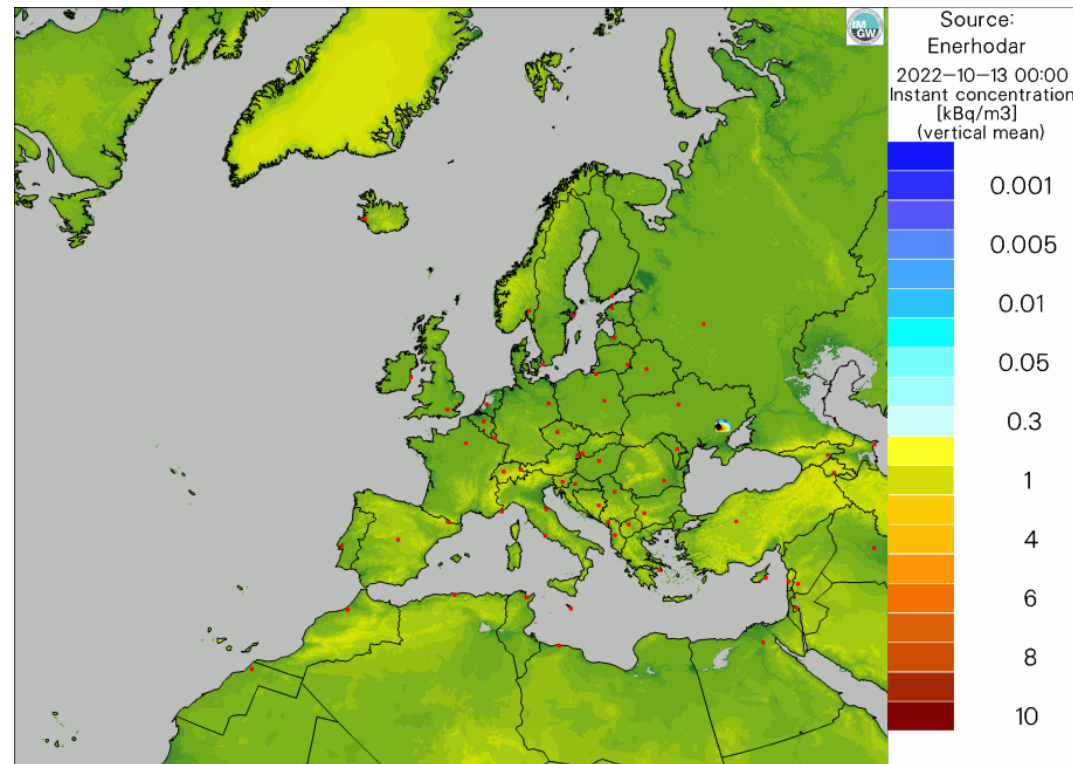 IM
GW
Source:
Enerhodar
2022-10-13 00:00
Instant concentration
[kBq/m3]
(vertical mean)
0.001
0.005
0.01
0.05
0.3
1
4
6
8
10